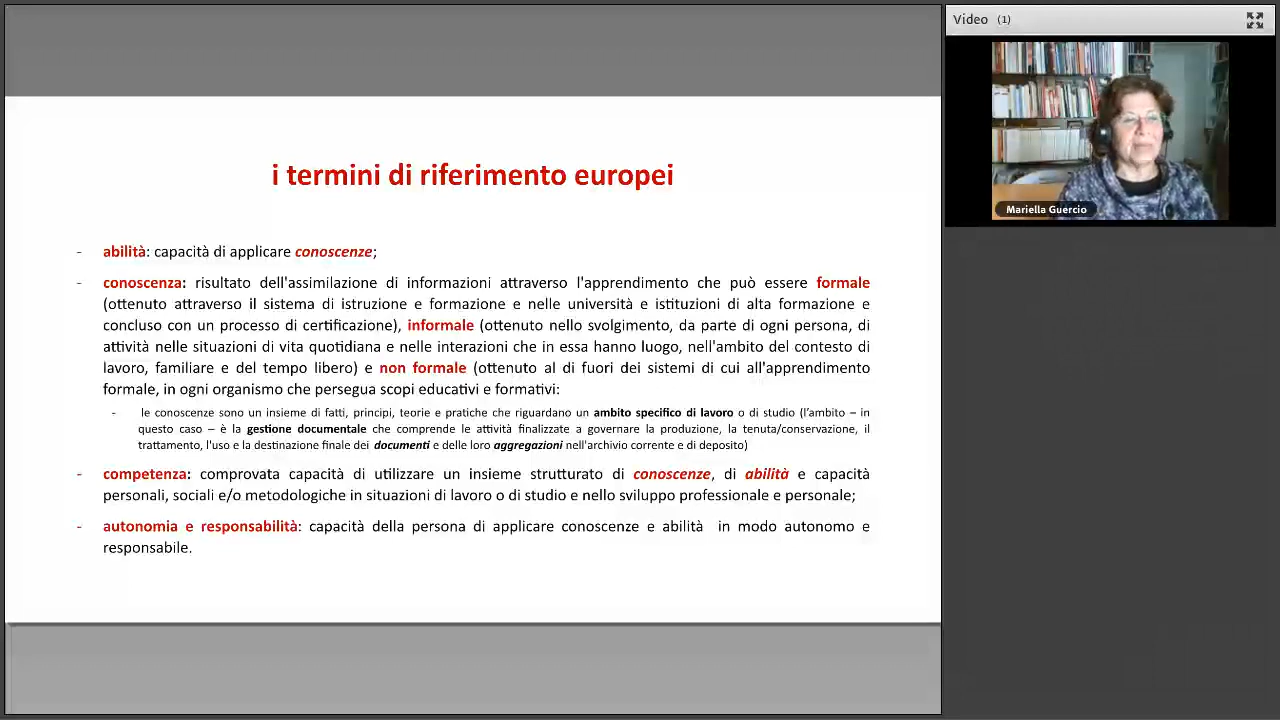 Video (1)
Mariella Guercio
i termini di riferimento europei
- abilità: capacità di applicare conoscenze;
- conoscenza: risultato dell'assimilazione di informazioni attraverso l'apprendimento che può essere formale
(ottenuto attraverso il sistema di istruzione e formazione e nelle università e istituzioni di alta formazione e
concluso con un processo di certificazione), informale (ottenuto nello svolgimento, da parte di ogni persona, di
attività nelle situazioni di vita quotidiana e nelle interazioni che in essa hanno luogo, nell'ambito del contesto di
lavoro, familiare e del tempo libero) e non formale (ottenuto al di fuori dei sistemi di cui all'apprendimento
formale, in ogni organismo che persegua scopi educativi e formativi:
- le conoscenze sono un insieme di fatti, principi, teorie e pratiche che riguardano un ambito specifico di lavoro o di studio (l'ambito – in
questo caso – è la gestione documentale che comprende le attività finalizzate a governare la produzione, la tenuta/conservazione, il
trattamento, l'uso e la destinazione finale dei documenti e delle loro aggregazioni nell'archivio corrente e di deposito)
- competenza: comprovata capacità di utilizzare un insieme strutturato di conoscenze, di abilità e capacità
personali, sociali e/o metodologiche in situazioni di lavoro o di studio e nello sviluppo professionale e personale;
- autonomia e responsabilità: capacità della persona di applicare conoscenze e abilità in modo autonomo e
responsabile.